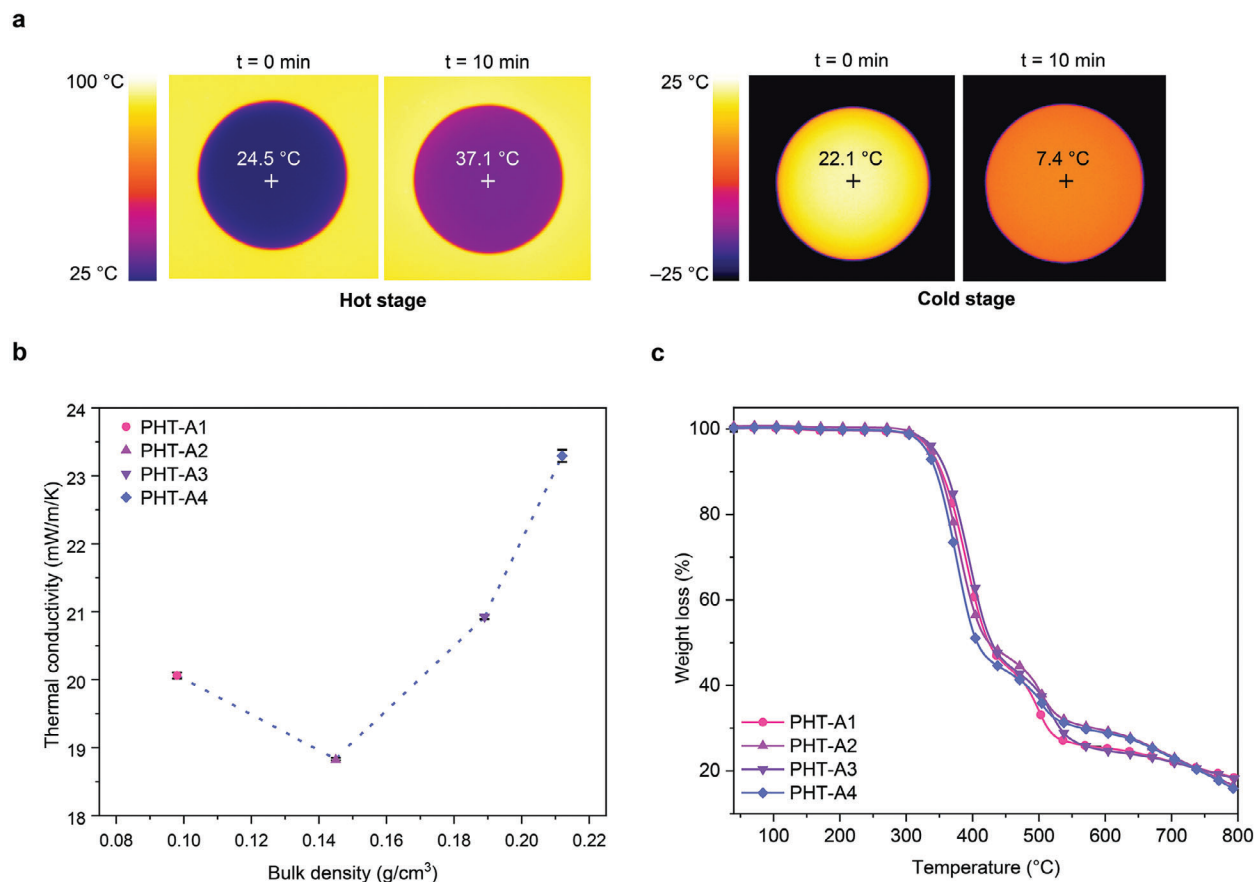 a
t = 0 min
t = 10 min
t = 0 min
t = 10 min
100 °C
25 °C
24.5 °C
37.1 °C
25 °C
–25 °C
22.1 °C
7.4 °C
Hot stage
Cold stage
b
24
23
22
21
20
19
18
Thermal conductivity (mW/m/K)
PHT-A1
PHT-A2
PHT-A3
PHT-A4
0.08
0.10
0.12
0.14
0.16
0.18
0.20
0.22
Bulk density (g/cm³)
c
100
80
60
40
20
Weight loss (%)
PHT-A1
PHT-A2
PHT-A3
PHT-A4
100
200
300
400
500
600
700
800
Temperature (°C)